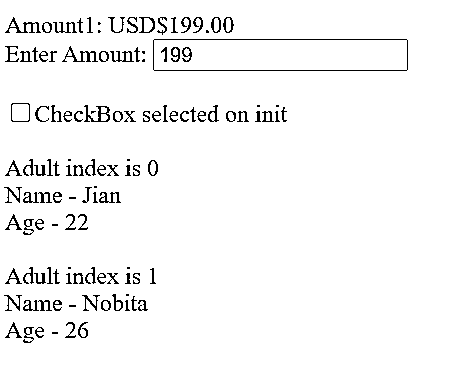 Amount1: USD$199.00
Enter Amount: 199
CheckBox selected on init
Adult index is 0
Name - Jian
Age - 22
Adult index is 1
Name - Nobita
Age - 26